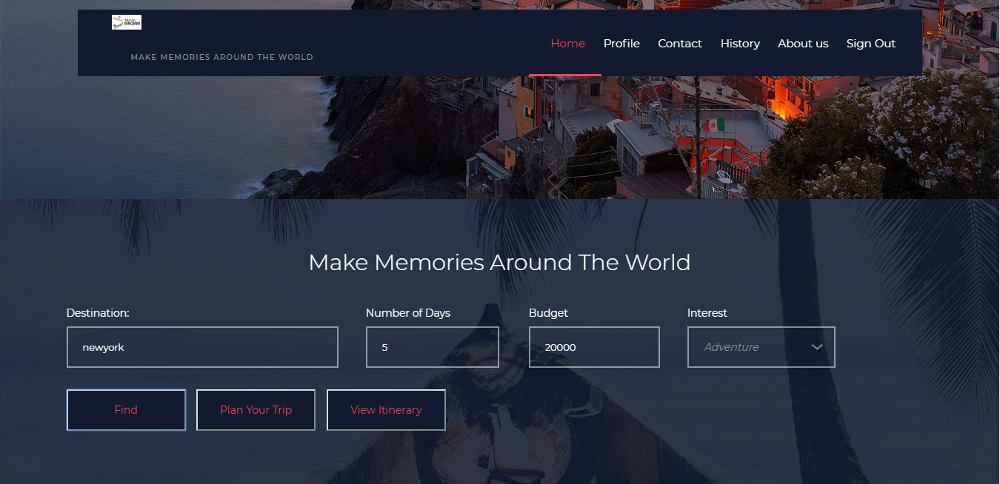 TRAVEL
EXPLORER
MAKE MEMORIES AROUND THE WORLD
Home Profile Contact History About us Sign Out
Make Memories Around The World
Destination: Number of Days Budget Interest
newyork 5 20000 Adventure
Find Plan Your Trip View Itinerary